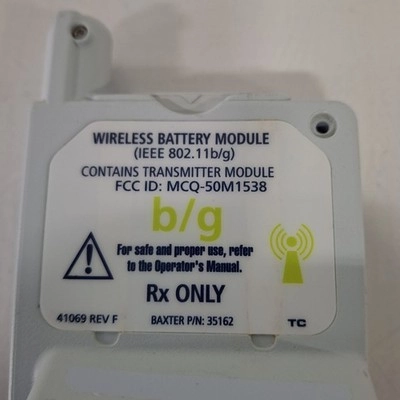 WIRELESS BATTERY MODULE
(IEEE 802.11b/g)
CONTAINS TRANSMITTER MODULE
FCC ID: MCQ-50M1538
b/g
For safe and proper use, refer
to the Operator's Manual.
Rx ONLY
41069 REV F BAXTER P/N: 35162 TC